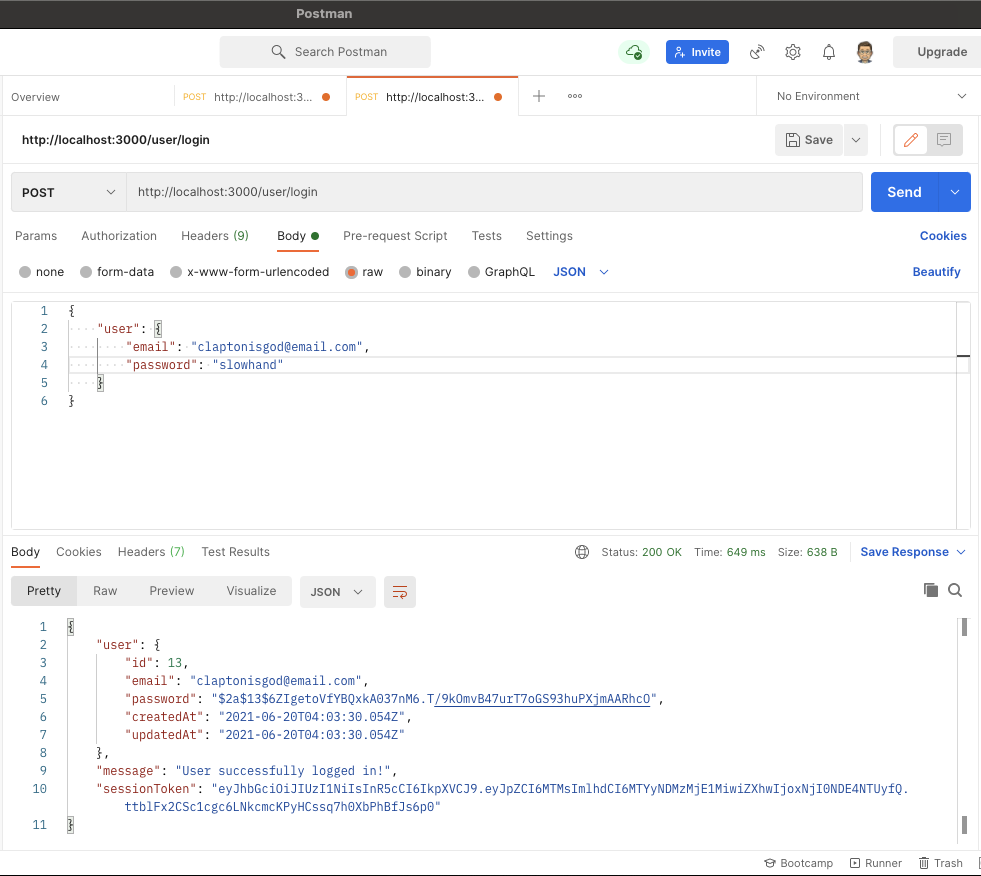 Postman
Search Postman
Invite
Upgrade
Overview
POST http://localhost:3...
POST http://localhost:3...
No Environment
http://localhost:3000/user/login
Save
POST
http://localhost:3000/user/login
Send
Params Authorization Headers (9) Body Pre-request Script Tests Settings Cookies
none form-data x-www-form-urlencoded raw binary GraphQL JSON Beautify
1 {
2 "user": {
3 "email": "claptonisgod@email.com",
4 "password": "slowhand"
5 }
6 }
Body Cookies Headers (7) Test Results Status: 200 OK Time: 649 ms Size: 638 B Save Response
Pretty Raw Preview Visualize JSON
1 {
2 "user": {
3 "id": 13,
4 "email": "claptonisgod@email.com",
5 "password": "$2a$13$6ZIgetoVfYBQxkA037nM6.T/9kOmvB47urT7oGS93huPXjmAARhcO",
6 "createdAt": "2021-06-20T04:03:30.054Z",
7 "updatedAt": "2021-06-20T04:03:30.054Z"
8 },
9 "message": "User successfully logged in!",
10 "sessionToken": "eyJhbGciOiJIUzI1NiIsInR5cCI6IkpXVCJ9.eyJpZCI6MTMsImlhdCI6MTYyNDMzMjE1MiwiZXhwIjoxNjI0NDE4NTUyfQ.
ttblFx2CSc1cgc6LNkcmcKPyHCssq7h0XbPhBfJs6p0"
11 }
Bootcamp Runner Trash